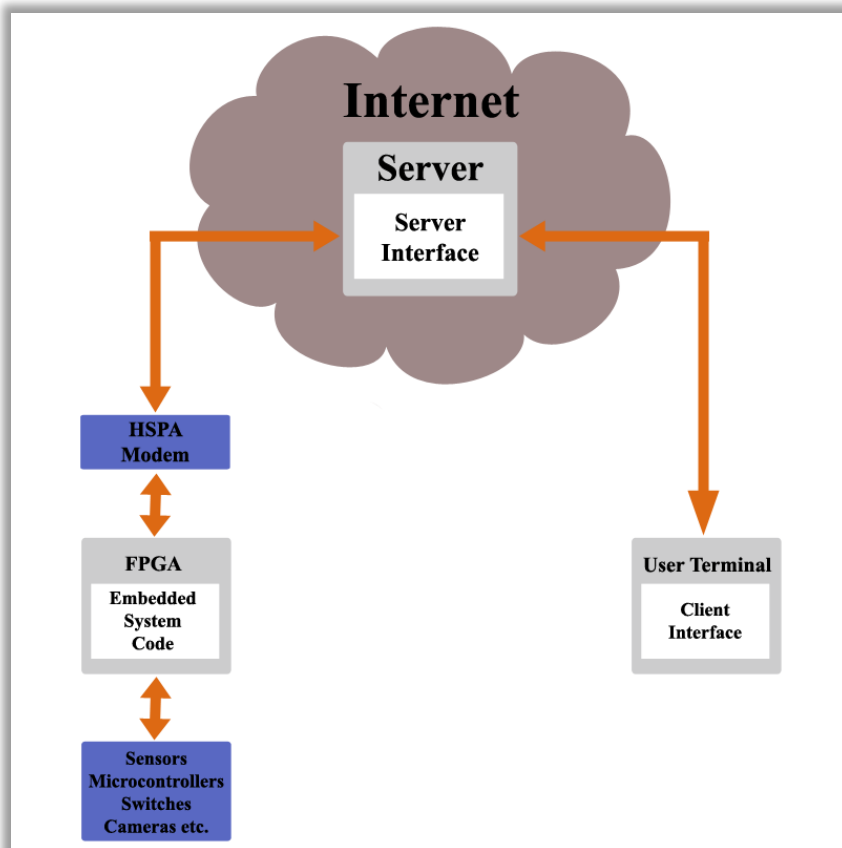 Internet
Server
Server
Interface
HSPA
Modem
FPGA
Embedded
System
Code
User Terminal
Client
Interface
Sensors
Microcontrollers
Switches
Cameras etc.